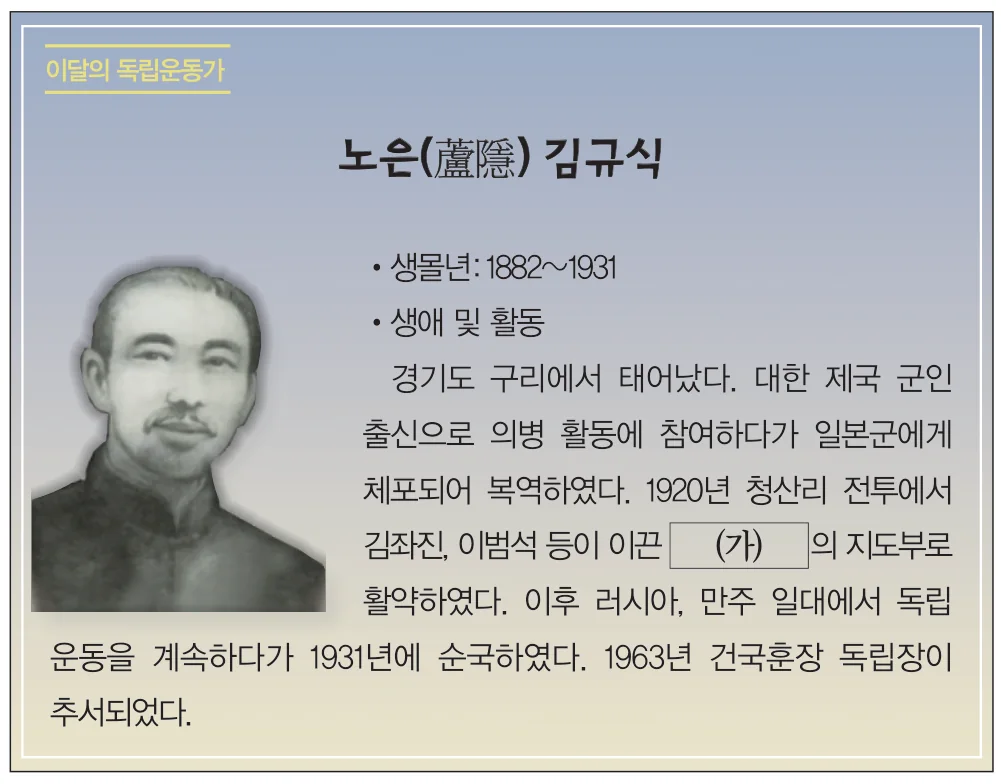 이달의 독립운동가
노은(蘆隱) 김규식
• 생몰년: 1882~1931
• 생애 및 활동
경기도 구리에서 태어났다. 대한 제국 군인
출신으로 의병 활동에 참여하다가 일본군에게
체포되어 복역하였다. 1920년 청산리 전투에서
김좌진, 이범석 등이 이끈 (가) 의 지도부로
활약하였다. 이후 러시아, 만주 일대에서 독립
운동을 계속하다가 1931년에 순국하였다. 1963년 건국훈장 독립장이
추서되었다.